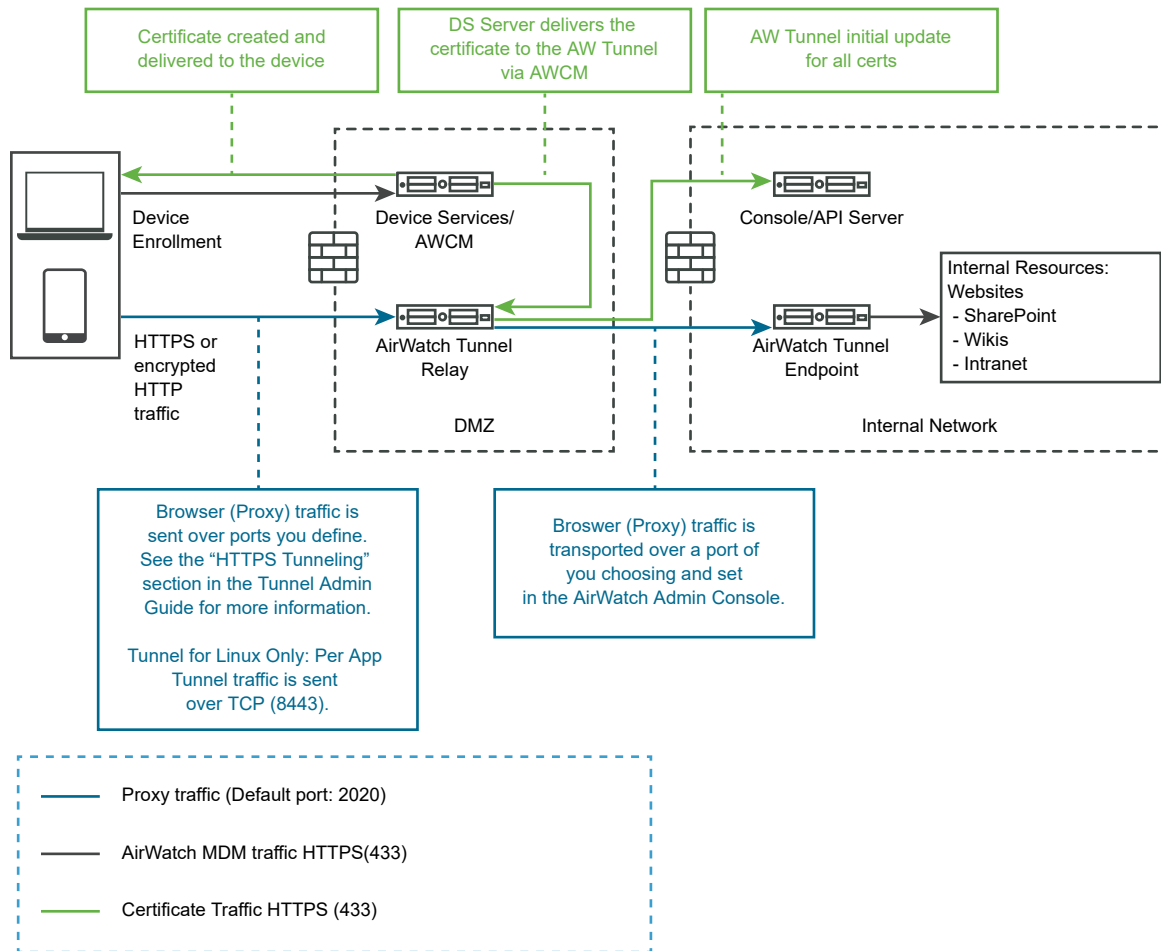 Certificate created and
delivered to the device
DS Server delivers the
certificate to the AW Tunnel
via AWCM
AW Tunnel initial update
for all certs
Device
Enrollment
Device Services/
AWCM
Console/API Server
HTTPS or
encrypted
HTTP
traffic
AirWatch Tunnel
Relay
AirWatch Tunnel
Endpoint
Internal Resources:
Websites
- SharePoint
- Wikis
- Intranet
DMZ
Internal Network
Browser (Proxy) traffic is
sent over ports you define.
See the “HTTPS Tunneling”
section in the Tunnel Admin
Guide for more information.
Tunnel for Linux Only: Per App
Tunnel traffic is sent
over TCP (8443).
Broswer (Proxy) traffic is
transported over a port of
you choosing and set
in the AirWatch Admin Console.
Proxy traffic (Default port: 2020)
AirWatch MDM traffic HTTPS(433)
Certificate Traffic HTTPS (433)